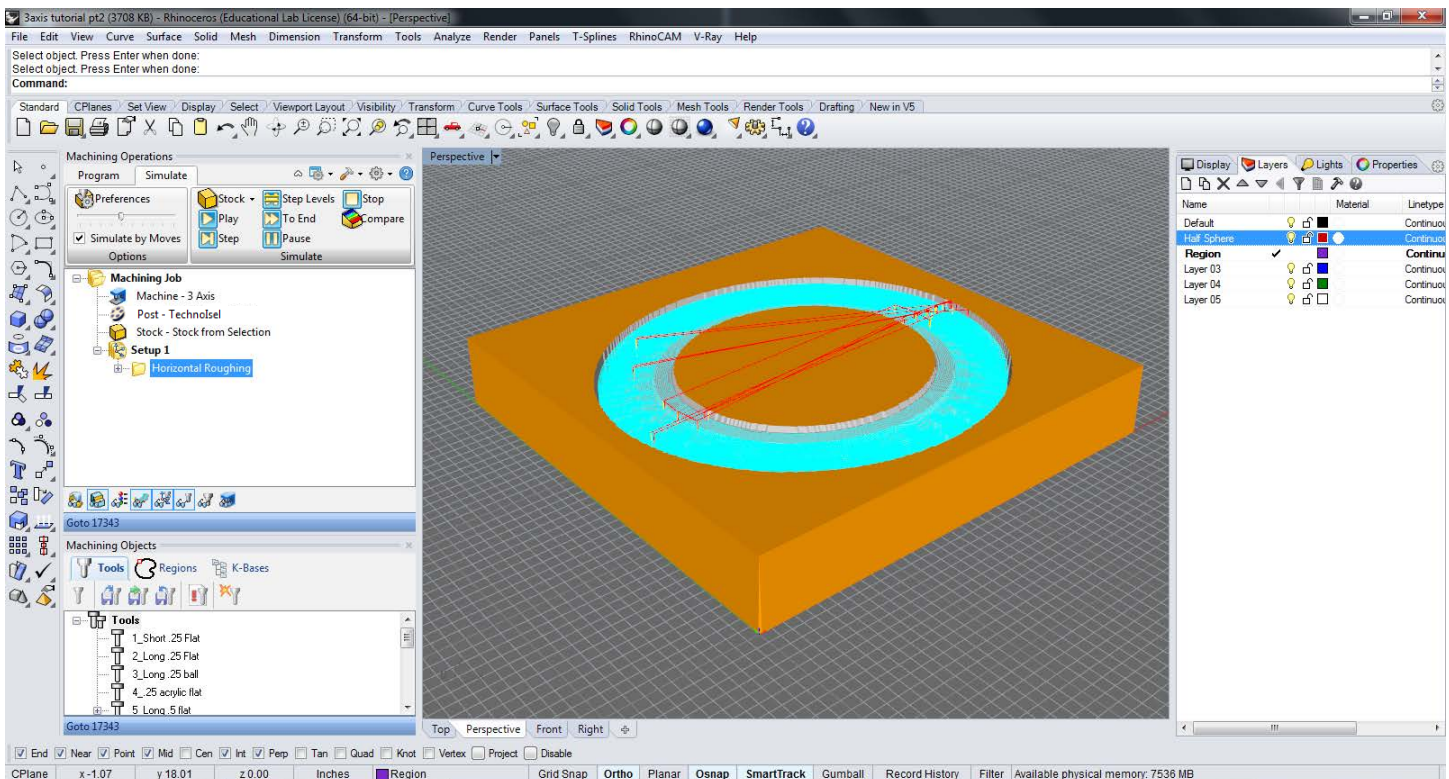 3axis tutorial pt2 (3708 KB) - Rhinoceros (Educational Lab License) (64-bit) - [Perspective]
File Edit View Curve Surface Solid Mesh Dimension Transform Tools Analyze Render Panels T-Splines RhinoCAM V-Ray Help
Select object. Press Enter when done:
Select object. Press Enter when done:
Command:
Standard CPlanes Set View Display Select Viewport Layout Visibility Transform Curve Tools Surface Tools Solid Tools Mesh Tools Render Tools Drafting New in V5
Machining Operations
Program Simulate
Preferences Stock Step Levels Stop
Play To End Compare
Simulate by Moves Step Pause
Options Simulate
Machining Job
Machine - 3 Axis
Post - TechnoIsel
Stock - Stock from Selection
Setup 1
Horizontal Roughing
Goto 17343
Machining Objects
Tools Regions K-Bases
Tools
1_Short .25 Flat
2_Long .25 Flat
3_Long .25 ball
4_.25 acrylic flat
5_Long .5 flat
Goto 17343
Perspective
Top Perspective Front Right
Display Layers Lights Properties
Name Material Linetype
Default Continuou
Half Sphere Continuou
Region Continu
Layer 03 Continuou
Layer 04 Continuou
Layer 05 Continuou
End Near Point Mid Cen Int Perp Tan Quad Knot Vertex Project Disable
CPlane x -1.07 y 18.01 z 0.00 Inches Region Grid Snap Ortho Planar Osnap SmartTrack Gumball Record History Filter Available physical memory: 7536 MB